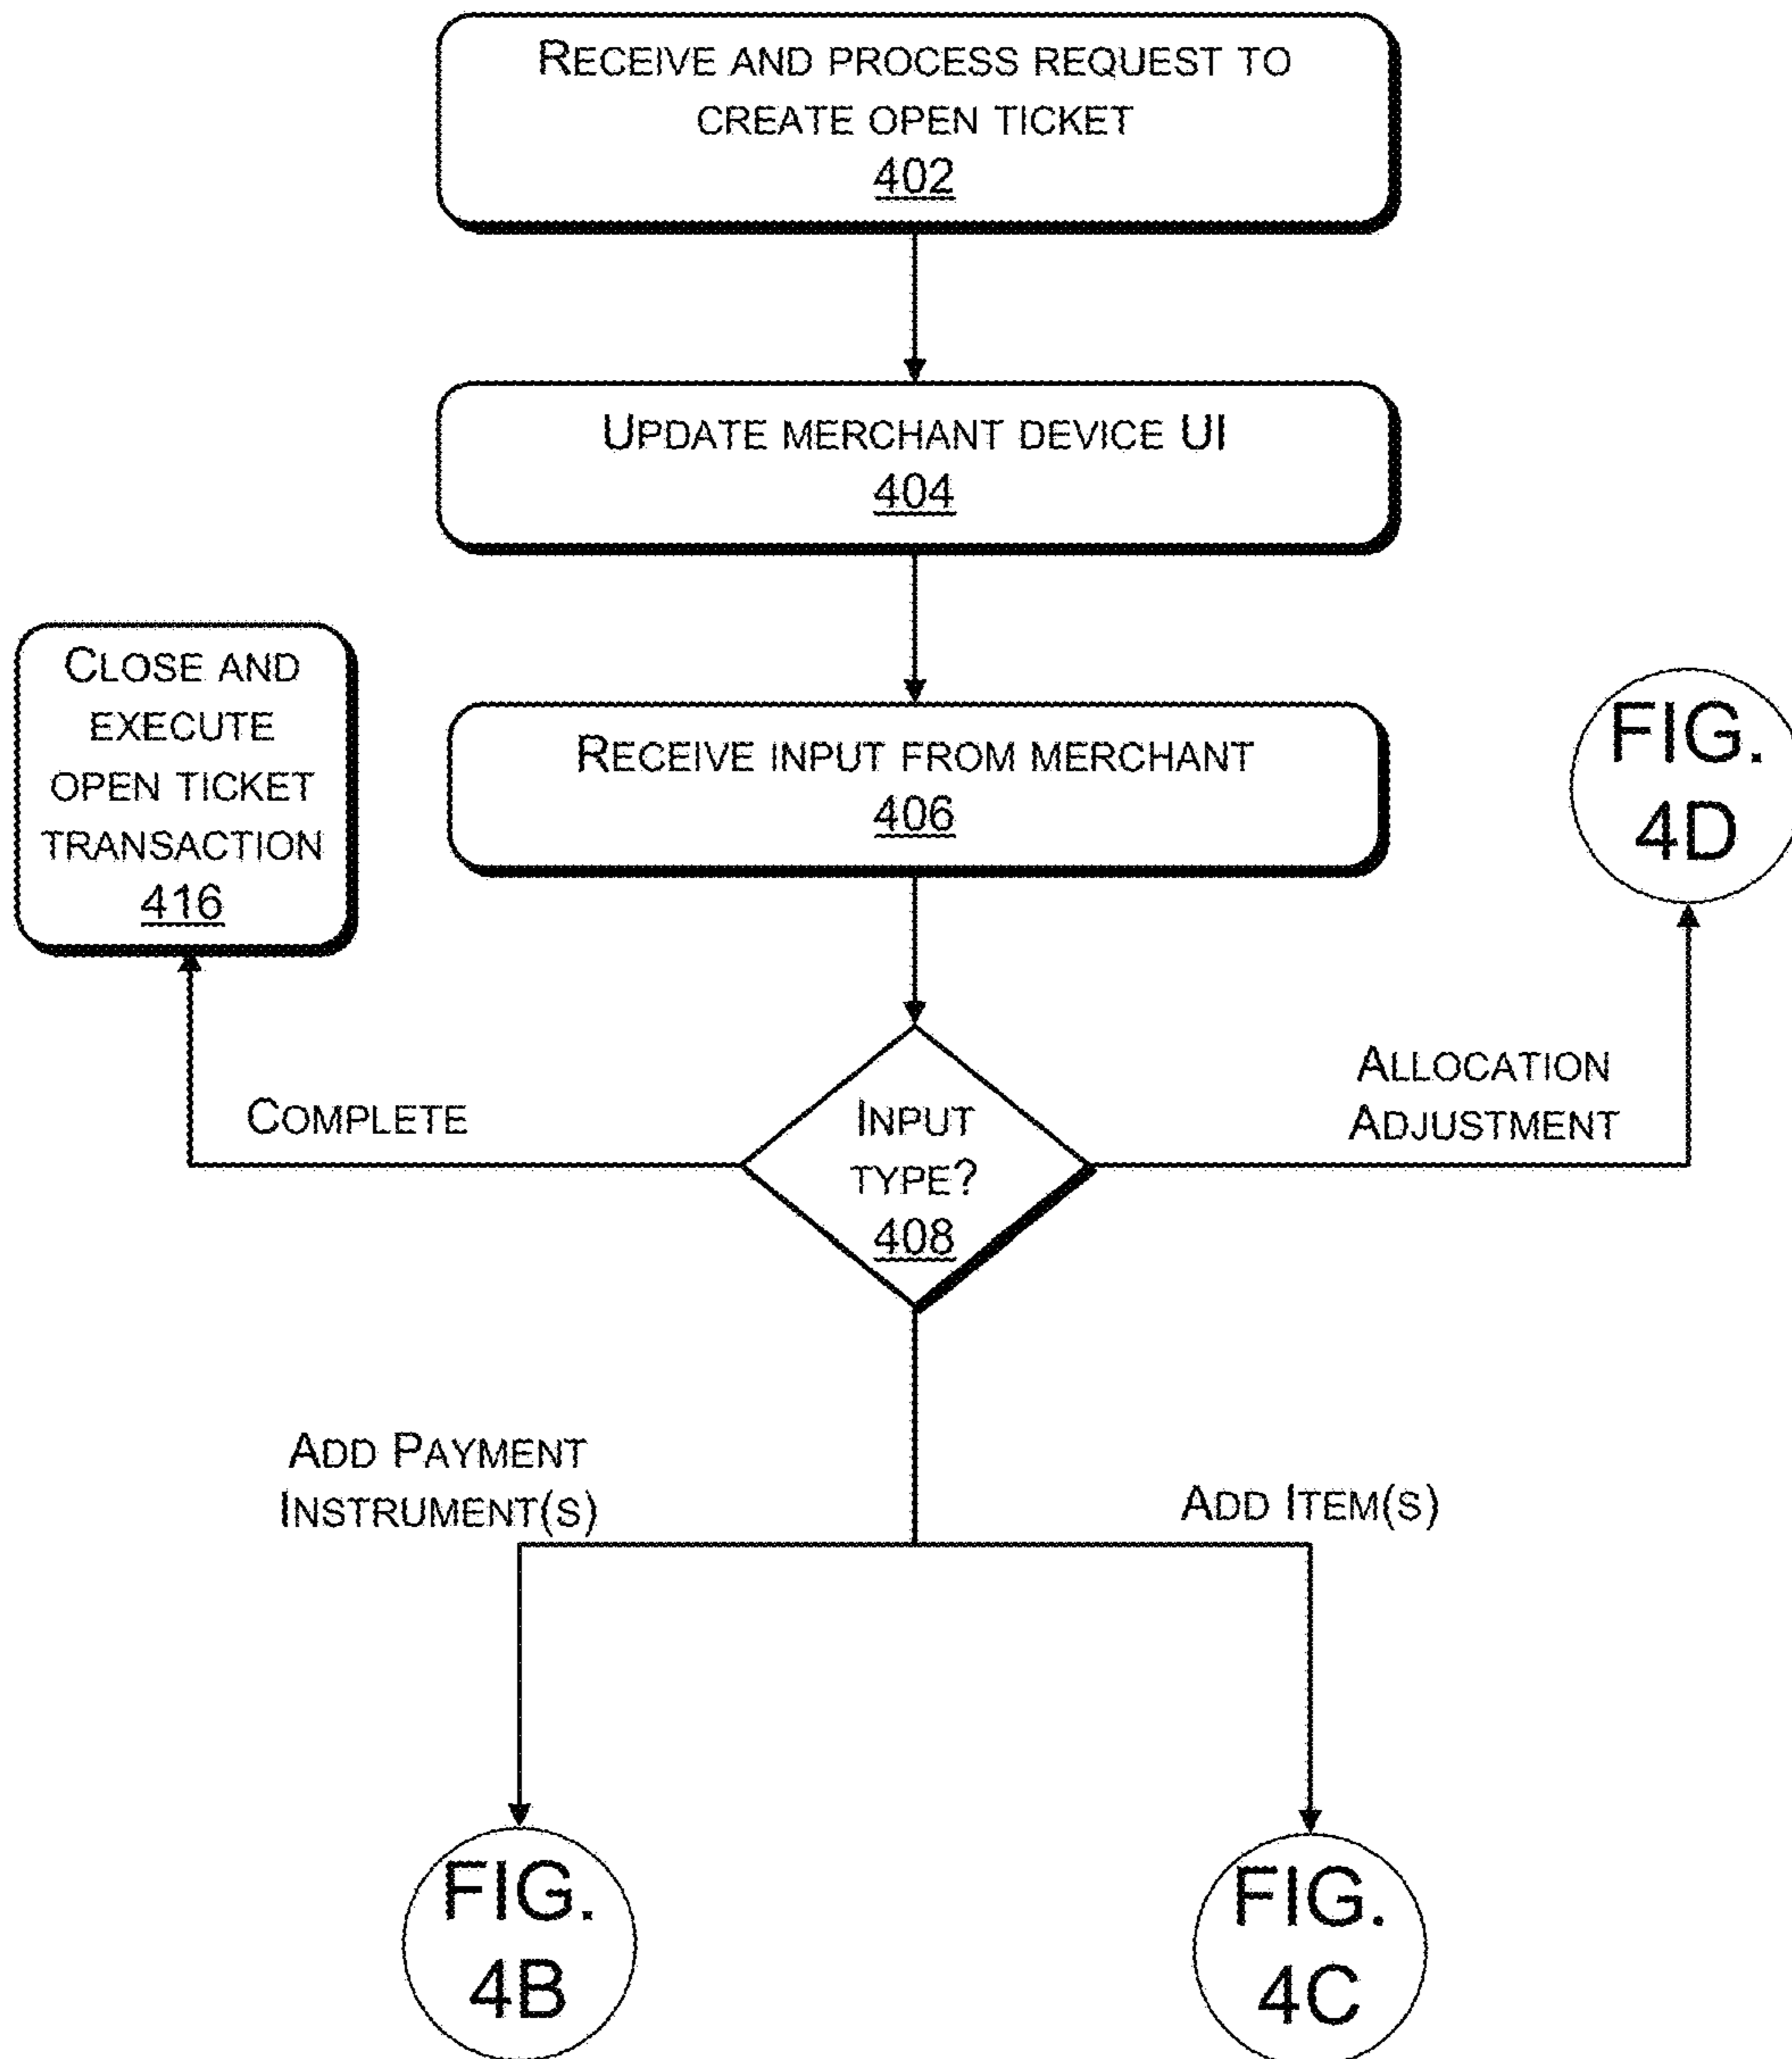 RECEIVE AND PROCESS REQUEST TO
CREATE OPEN TICKET
402
UPDATE MERCHANT DEVICE UI
404
CLOSE AND
EXECUTE
OPEN TICKET
TRANSACTION
416
RECEIVE INPUT FROM MERCHANT
406
FIG.
4D
COMPLETE
INPUT
TYPE?
408
ALLOCATION
ADJUSTMENT
ADD PAYMENT
INSTRUMENT(S)
ADD ITEM(S)
FIG.
4B
FIG.
4C